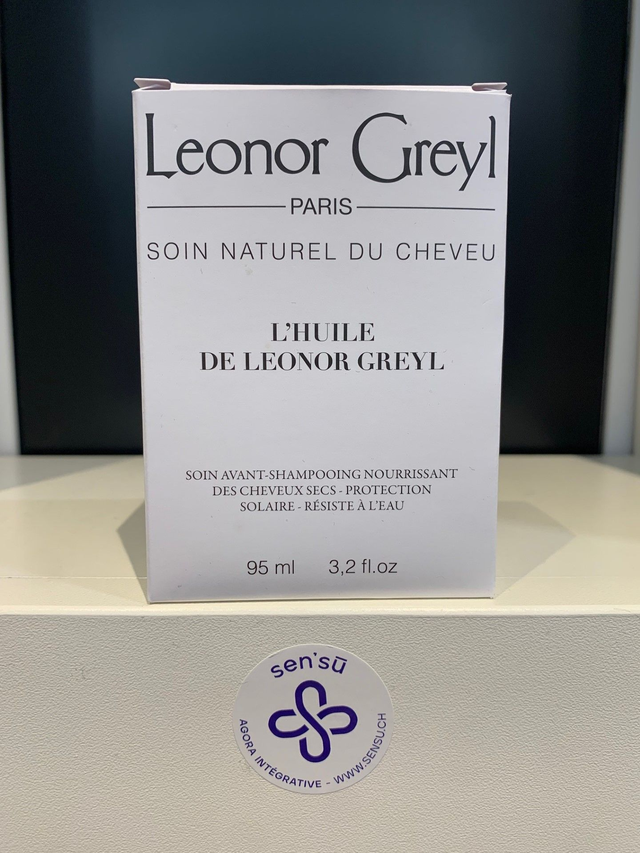 Leonor Greyl
PARIS
SOIN NATUREL DU CHEVEU
L'HUILE
DE LEONOR GREYL
SOIN AVANT-SHAMPOOING NOURRISSANT
DES CHEVEUX SECS - PROTECTION
SOLAIRE - RÉSISTE À L'EAU
95 ml 3,2 fl.oz
sen'sū
AGORA INTÉGRATIVE - WWW.SENSU.CH